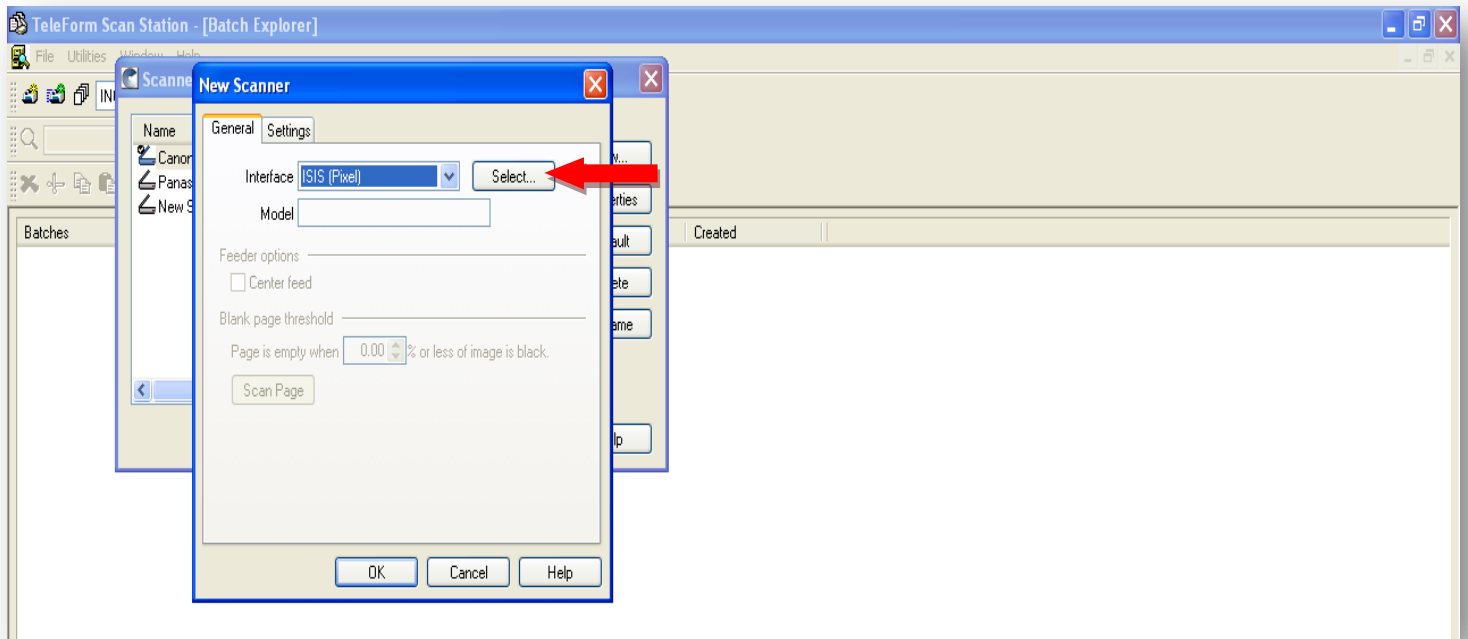 TeleForm Scan Station - [Batch Explorer]
File Utilities Window Help
Scanne
New Scanner
General Settings
Name
Canon
Panas
New S
Interface ISIS (Pixel) Select...
Model
Feeder options
Center feed
Blank page threshold
Page is empty when 0.00 % or less of image is black.
Scan Page
OK Cancel Help
w...
erties
ault
ete
ame
lp
Batches
Created